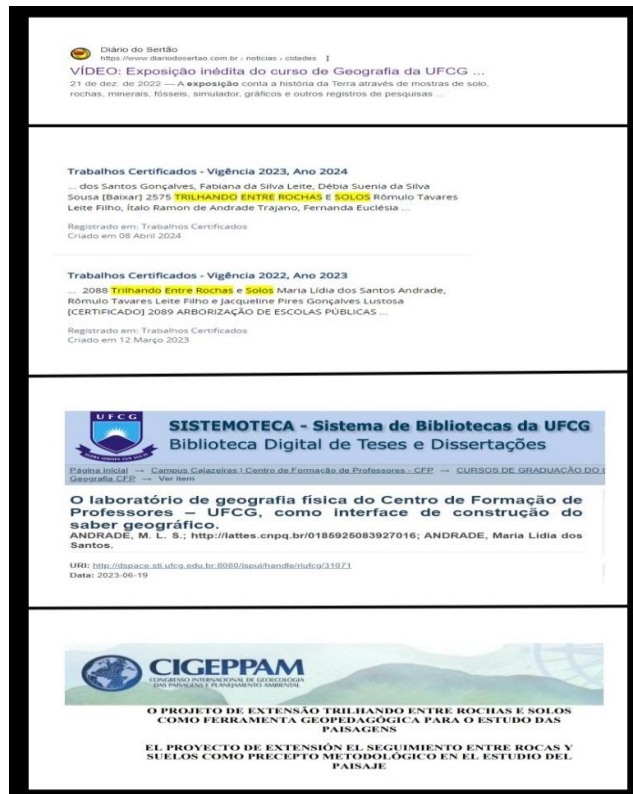 Diário do Sertão
https://www.diariodosertao.com.br › noticias › cidades
VÍDEO: Exposição inédita do curso de Geografia da UFCG ...
21 de dez. de 2022 — A exposição conta a história da Terra através de mostras de solo,
rochas, minerais, fósseis, simulador, gráficos e outros registros de pesquisas ...
Trabalhos Certificados - Vigência 2023, Ano 2024
... dos Santos Gonçalves, Fabiana da Silva Leite, Débia Suenia da Silva
Sousa [Baixar] 2575 TRILHANDO ENTRE ROCHAS E SOLOS Rômulo Tavares
Leite Filho, Ítalo Ramon de Andrade Trajano, Fernanda Euclésia ...
Registrado em: Trabalhos Certificados
Criado em 08 Abril 2024
Trabalhos Certificados - Vigência 2022, Ano 2023
... 2088 Trilhando Entre Rochas e Solos Maria Lídia dos Santos Andrade,
Rômulo Tavares Leite Filho e Jacqueline Pires Gonçalves Lustosa
[CERTIFICADO] 2089 ARBORIZAÇÃO DE ESCOLAS PÚBLICAS ...
Registrado em: Trabalhos Certificados
Criado em 12 Março 2023
UFCG
SISTEMOTECA - Sistema de Bibliotecas da UFCG
Biblioteca Digital de Teses e Dissertações
Página Inicial → Campus Cajazeiras | Centro de Formação de Professores - CFP → CURSOS DE GRADUAÇÃO DO
Geografia CFP → Ver item
O laboratório de geografia física do Centro de Formação de
Professores – UFCG, como interface de construção do
saber geográfico.
ANDRADE, M. L. S.; http://lattes.cnpq.br/0185925083927016; ANDRADE, Maria Lidia dos
Santos.
URI: http://dspace.sti.ufcg.edu.br:8080/jspui/handle/riufcg/31071
Data: 2023-06-19
CIGEPPAM
CONGRESSO INTERNACIONAL DE GEOECOLOGIA
DAS PAISAGENS E PLANEJAMENTO AMBIENTAL
O PROJETO DE EXTENSÃO TRILHANDO ENTRE ROCHAS E SOLOS
COMO FERRAMENTA GEOPEDAGÓGICA PARA O ESTUDO DAS
PAISAGENS
EL PROYECTO DE EXTENSIÓN EL SEGUIMIENTO ENTRE ROCAS Y
SUELOS COMO PRECEPTO METODOLÓGICO EN EL ESTUDIO DEL
PAISAJE